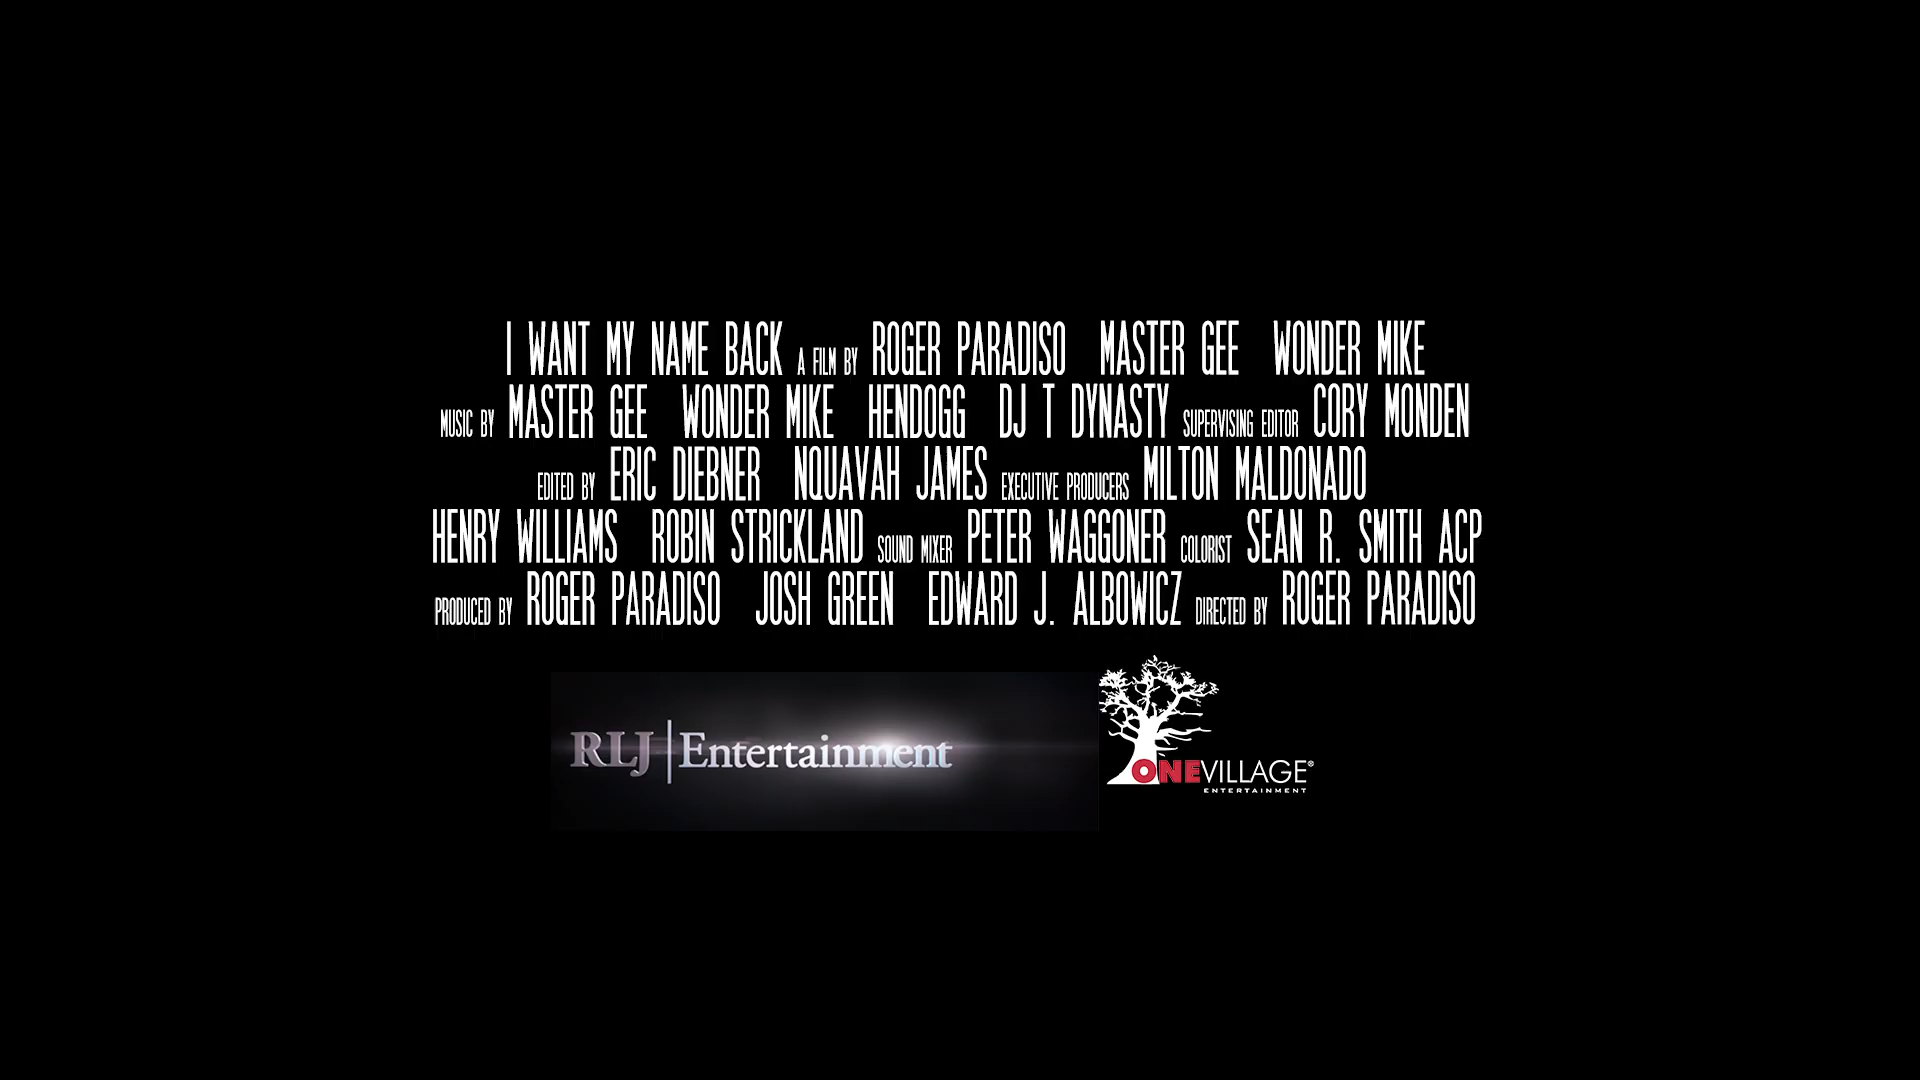 I WANT MY NAME BACK A FILM BY ROGER PARADISO MASTER GEE WONDER MIKE
MUSIC BY MASTER GEE WONDER MIKE HENDOGG DJ T DYNASTY SUPERVISING EDITOR CORY MONDEN
EDITED BY ERIC DIEBNER NQUAVAH JAMES EXECUTIVE PRODUCERS MILTON MALDONADO
HENRY WILLIAMS ROBIN STRICKLAND SOUND MIXER PETER WAGGONER COLORIST SEAN R. SMITH ACP
PRODUCED BY ROGER PARADISO JOSH GREEN EDWARD J. ALBOWICZ DIRECTED BY ROGER PARADISO
RLJ|Entertainment
ONEVILLAGE®
ENTERTAINMENT